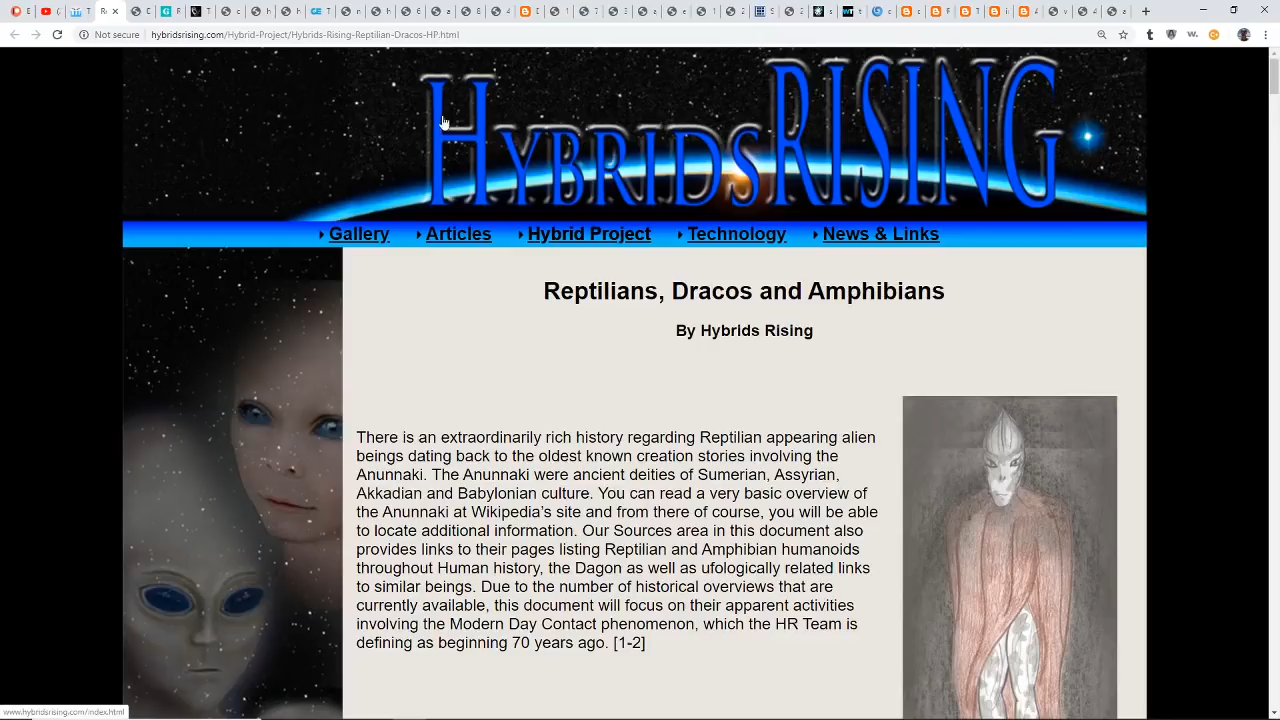 Not secure
hybridsrising.com/Hybrid-Project/Hybrids-Rising-Reptilian-Dracos-HP.html
HYBRIDSRISING
Gallery Articles Hybrid Project Technology News & Links
Reptilians, Dracos and Amphibians
By Hybrids Rising
There is an extraordinarily rich history regarding Reptilian appearing alien
beings dating back to the oldest known creation stories involving the
Anunnaki. The Anunnaki were ancient deities of Sumerian, Assyrian,
Akkadian and Babylonian culture. You can read a very basic overview of
the Anunnaki at Wikipedia's site and from there of course, you will be able
to locate additional information. Our Sources area in this document also
provides links to their pages listing Reptilian and Amphibian humanoids
throughout Human history, the Dagon as well as ufologically related links
to similar beings. Due to the number of historical overviews that are
currently available, this document will focus on their apparent activities
involving the Modern Day Contact phenomenon, which the HR Team is
defining as beginning 70 years ago. [1-2]
www.hybridsrising.com/index.html